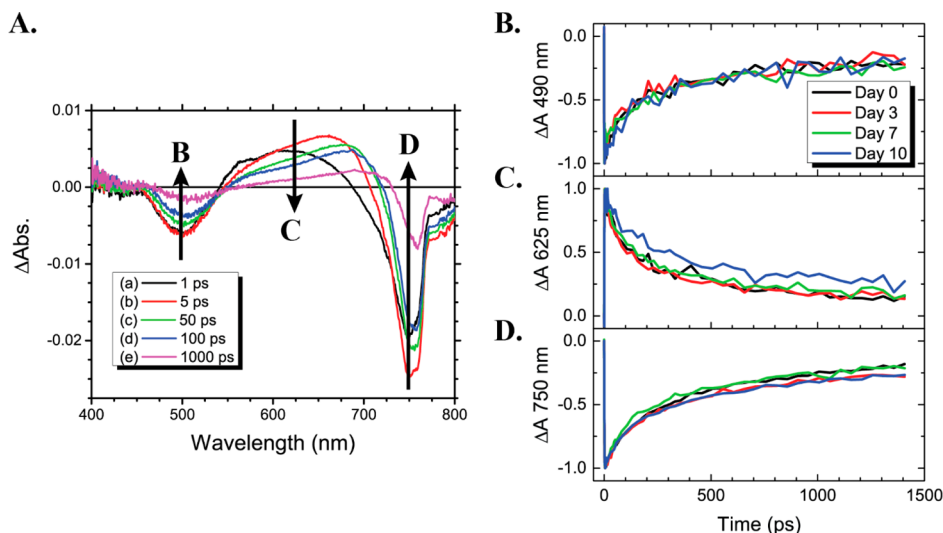 A.
ΔAbs.
0.01
0.00
-0.01
-0.02
B
C
D
(a) 1 ps
(b) 5 ps
(c) 50 ps
(d) 100 ps
(e) 1000 ps
400 500 600 700 800
Wavelength (nm)
B.
ΔA 490 nm
0.0
-0.5
-1.0
Day 0
Day 3
Day 7
Day 10
C.
ΔA 625 nm
1.0
0.5
0.0
D.
ΔA 750 nm
0.0
-0.5
-1.0
0 500 1000 1500
Time (ps)